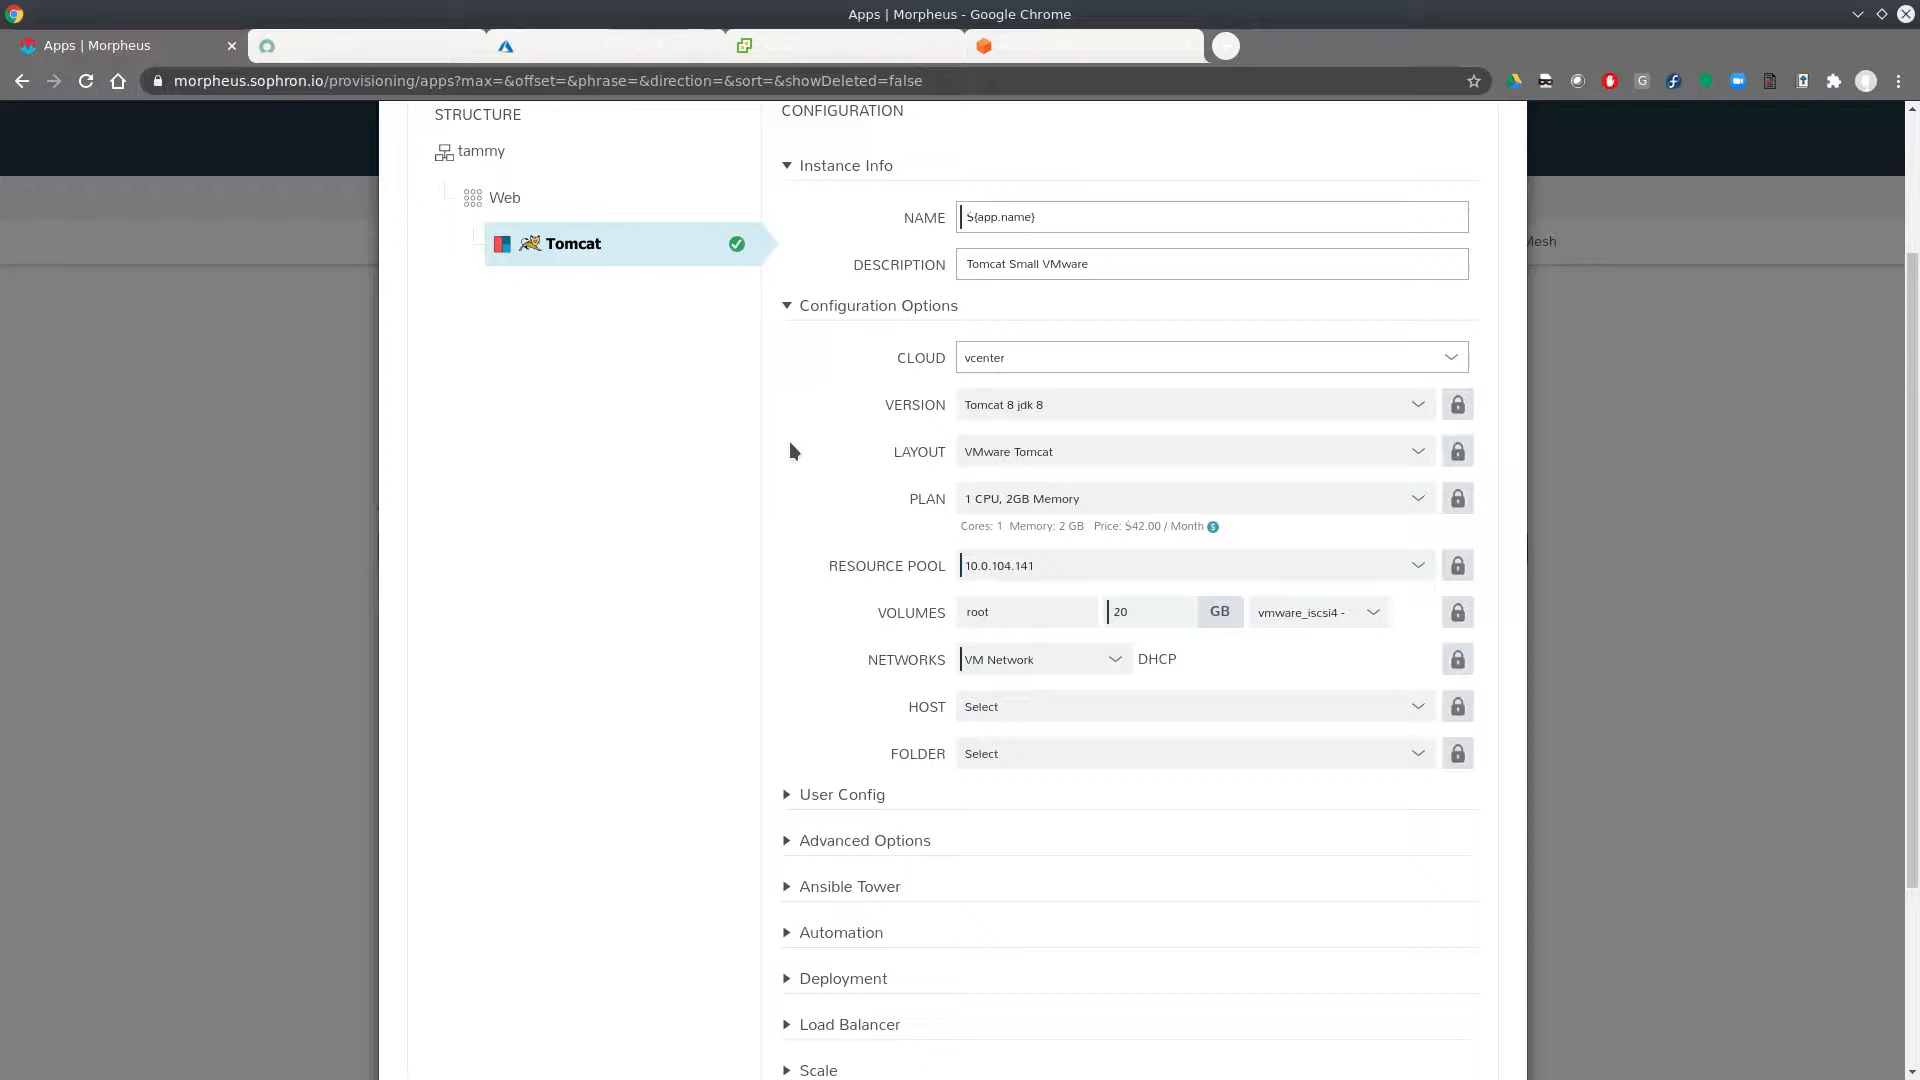 Apps | Morpheus - Google Chrome
Apps | Morpheus
morpheus.sophron.io/provisioning/apps?max=&offset=&phrase=&direction=&sort=&showDeleted=false
STRUCTURE
tammy
Web
Tomcat
CONFIGURATION
Instance Info
NAME ${app.name}
DESCRIPTION Tomcat Small VMware
Configuration Options
CLOUD vcenter
VERSION Tomcat 8 jdk 8
LAYOUT VMware Tomcat
PLAN 1 CPU, 2GB Memory
Cores: 1 Memory: 2 GB Price: $42.00 / Month
RESOURCE POOL 10.0.104.141
VOLUMES root 20 GB vmware_iscsi4 -
NETWORKS VM Network DHCP
HOST Select
FOLDER Select
User Config
Advanced Options
Ansible Tower
Automation
Deployment
Load Balancer
Scale
Mesh